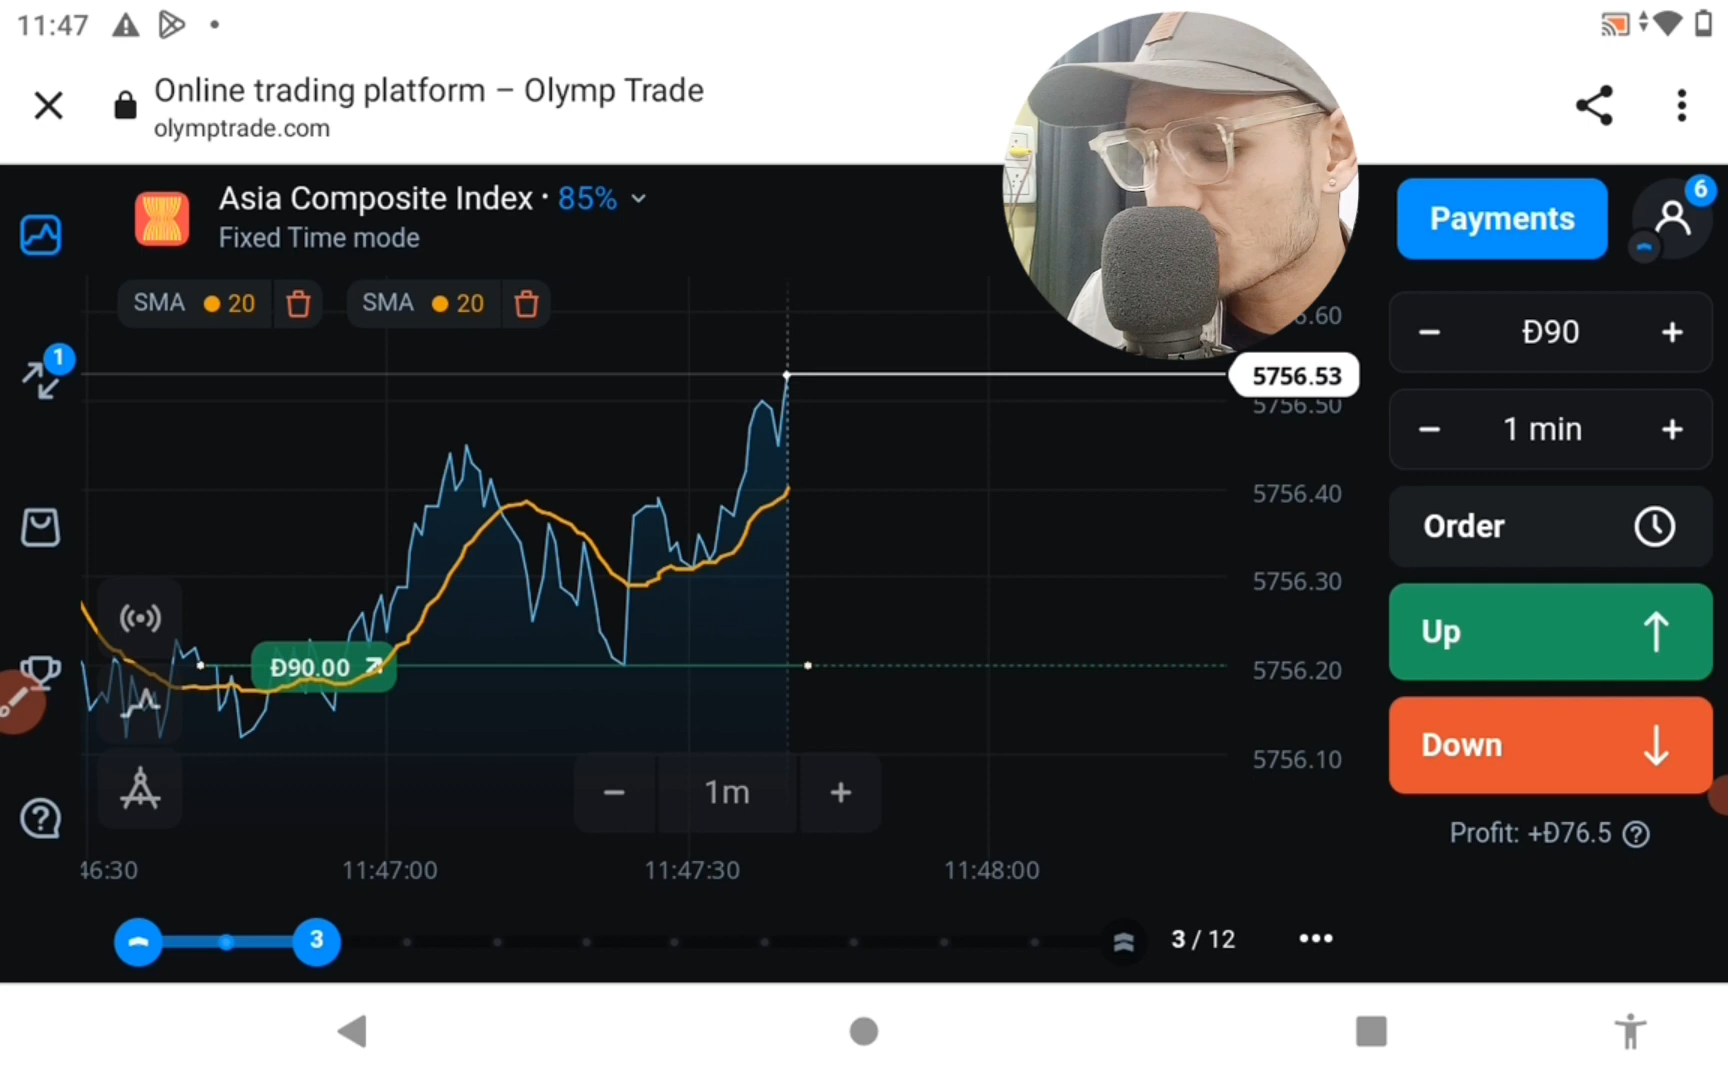 11:47
Online trading platform – Olymp Trade
olymptrade.com
Asia Composite Index · 85%
Fixed Time mode
Payments
6
SMA 20
SMA 20
Đ90
1
5756.53
5756.50
1 min
5756.40
Order
5756.30
Up
Đ90.00
5756.20
Down
5756.10
1m
Profit: +Đ76.5
46:30
11:47:00
11:47:30
11:48:00
3
3 / 12